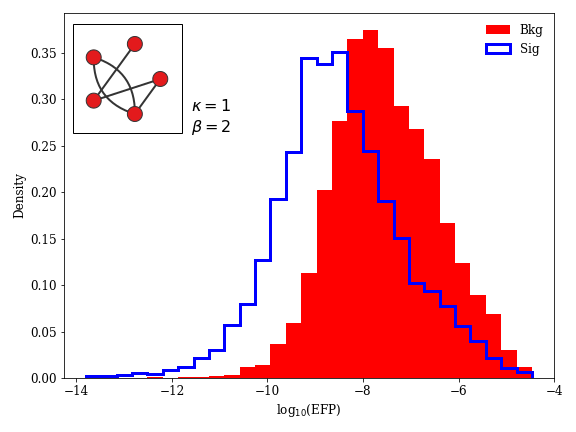 κ = 1
β = 2
Bkg
Sig
Density
0.35
0.30
0.25
0.20
0.15
0.10
0.05
0.00
−14 −12 −10 −8 −6 −4
log₁₀(EFP)